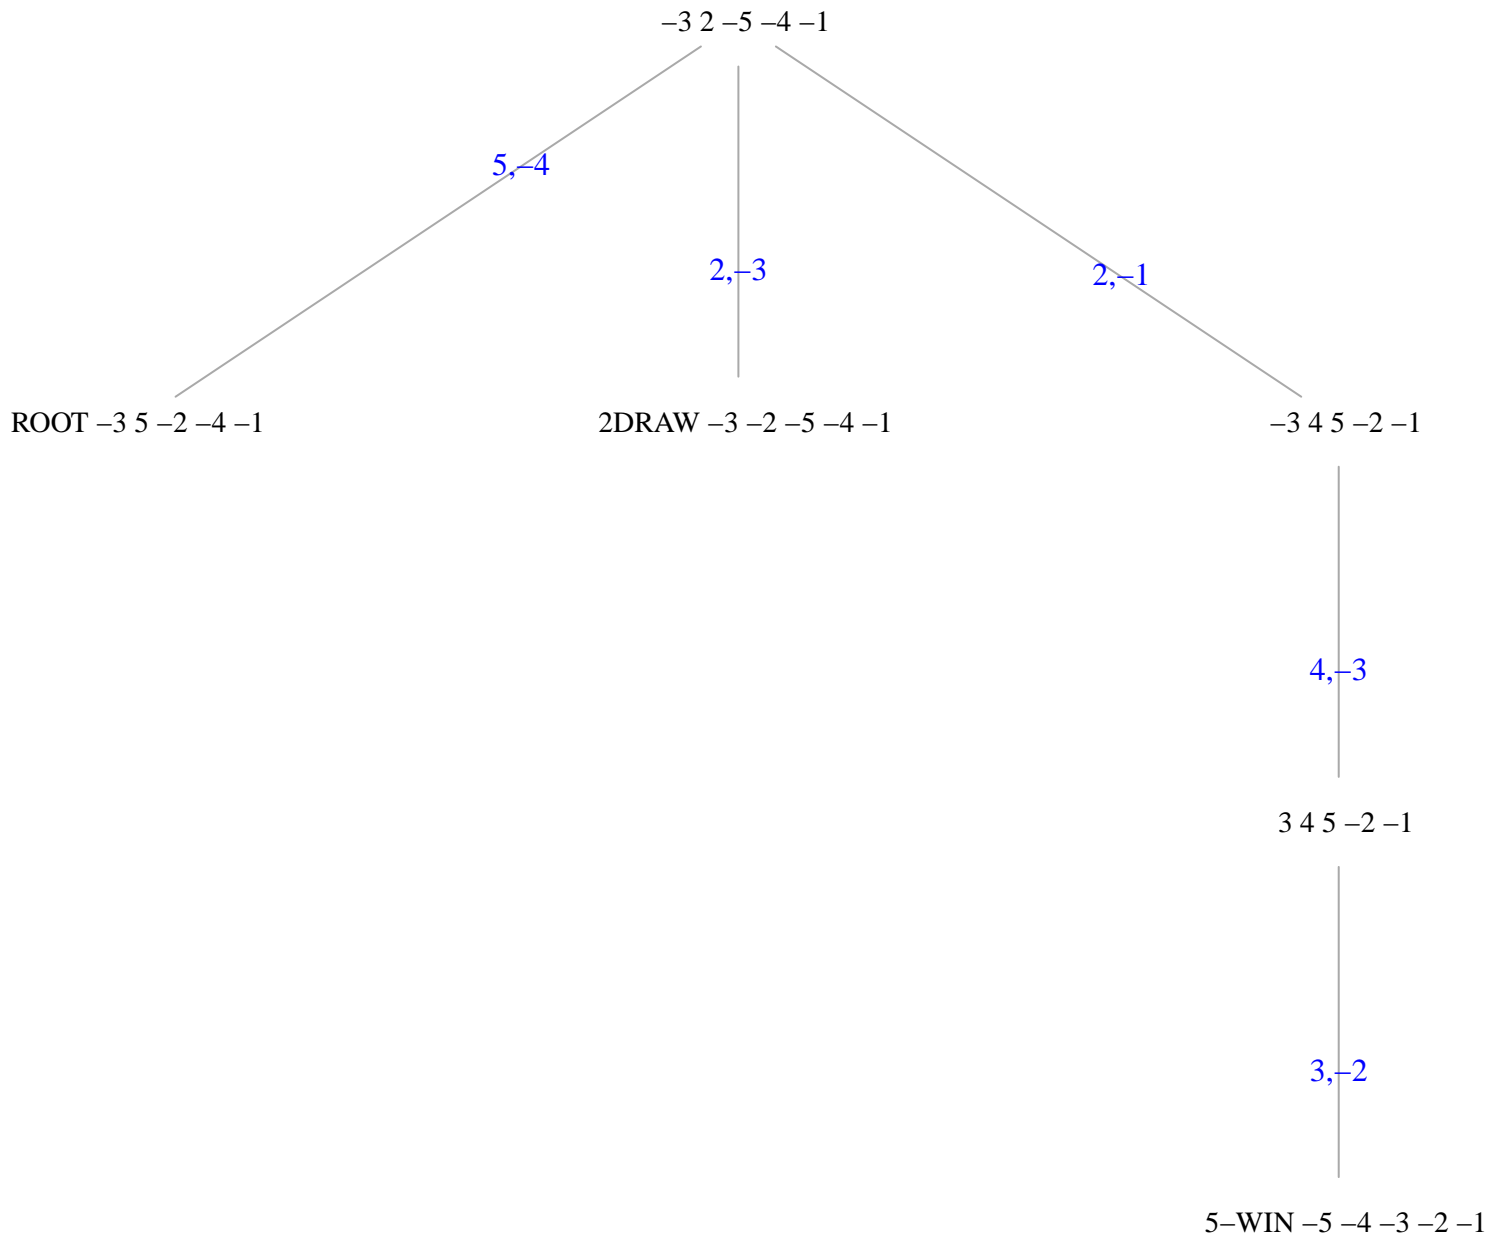 –3 2 –5 –4 –1
5,–4
2,–3
2,–1
ROOT –3 5 –2 –4 –1
2DRAW –3 –2 –5 –4 –1
–3 4 5 –2 –1
4,–3
3 4 5 –2 –1
3,–2
5–WIN –5 –4 –3 –2 –1